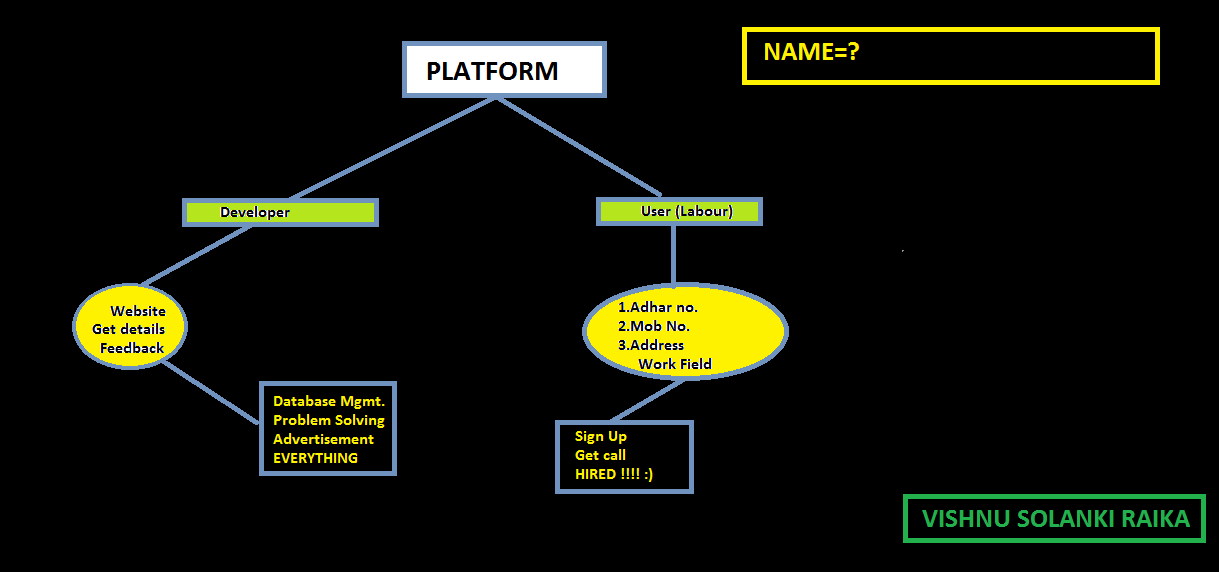 PLATFORM
NAME=?
Developer
User (Labour)
Website
Get details
Feedback
1.Adhar no.
2.Mob No.
3.Address
Work Field
Database Mgmt.
Problem Solving
Advertisement
EVERYTHING
Sign Up
Get call
HIRED !!!! :)
VISHNU SOLANKI RAIKA